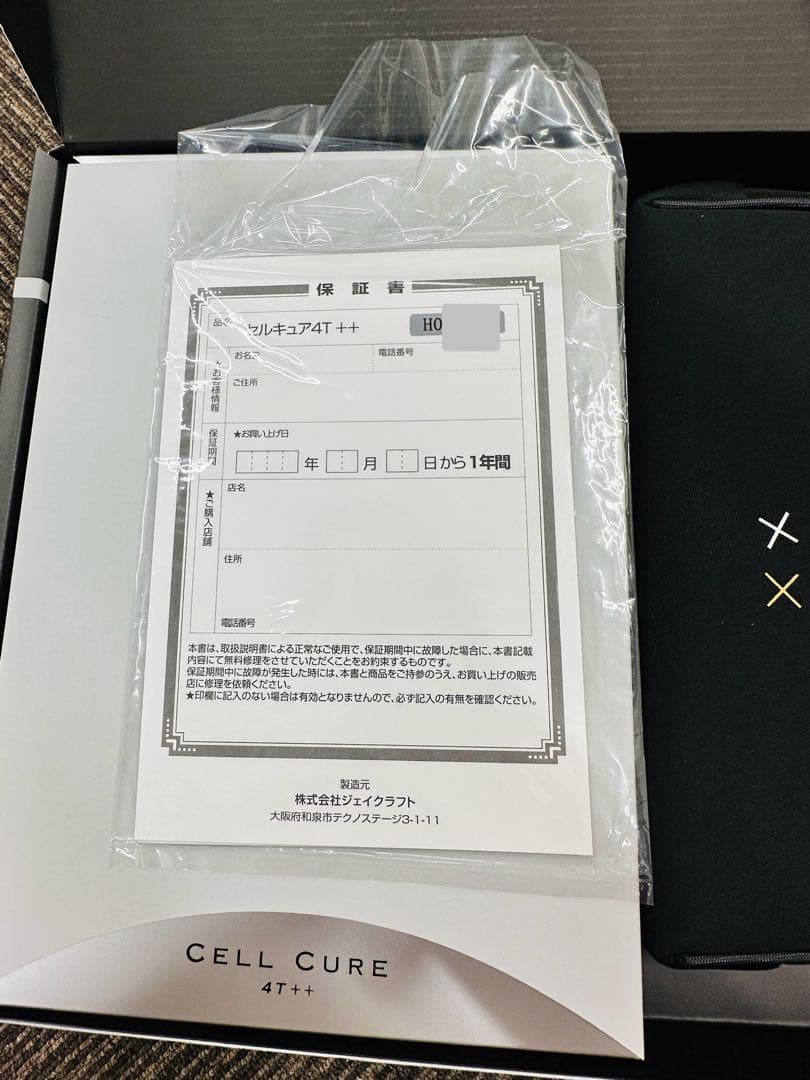 保証書
品名 セルキュア4T ++
H0
お名前
電話番号
★お客様情報
ご住所
保証期間
★お買い上げ日
年 月 日から1年間
★ご購入店舗
店名
住所
電話番号
本書は、取扱説明書による正常なご使用で、保証期間中に故障した場合に、本書記載
内容にて無料修理をさせていただくことをお約束するものです。
保証期間中に故障が発生した時には、本書と商品をご持参のうえ、お買い上げの販売
店に修理を依頼ください。
★印欄に記入のない場合は有効となりませんので、必ず記入の有無を確認ください。
製造元
株式会社ジェイクラフト
大阪府和泉市テクノステージ3-1-11
CELL CURE
4T++